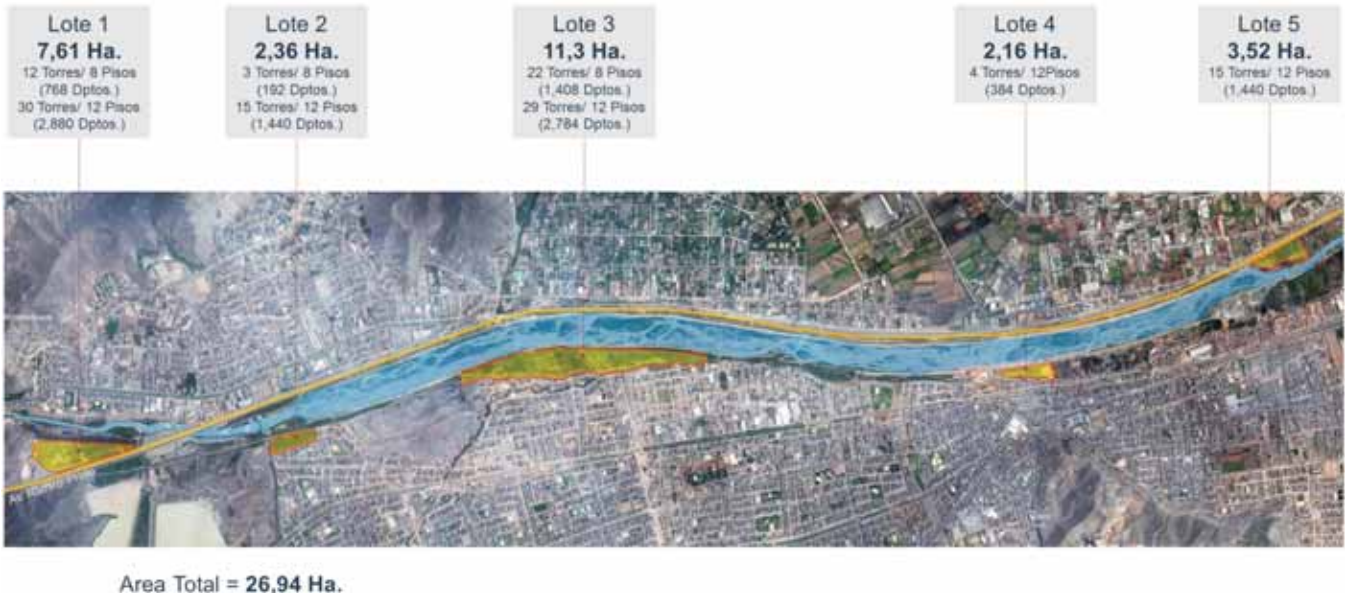 Lote 1
7,61 Ha.
12 Torres/ 8 Pisos
(768 Dptos.)
30 Torres/ 12 Pisos
(2,880 Dptos.)
Lote 2
2,36 Ha.
3 Torres/ 8 Pisos
(192 Dptos.)
15 Torres/ 12 Pisos
(1,440 Dptos.)
Lote 3
11,3 Ha.
22 Torres/ 8 Pisos
(1,408 Dptos.)
29 Torres/ 12 Pisos
(2,784 Dptos.)
Lote 4
2,16 Ha.
4 Torres/ 12Pisos
(384 Dptos.)
Lote 5
3,52 Ha.
15 Torres/ 12 Pisos
(1,440 Dptos.)
Av
Area Total = 26,94 Ha.